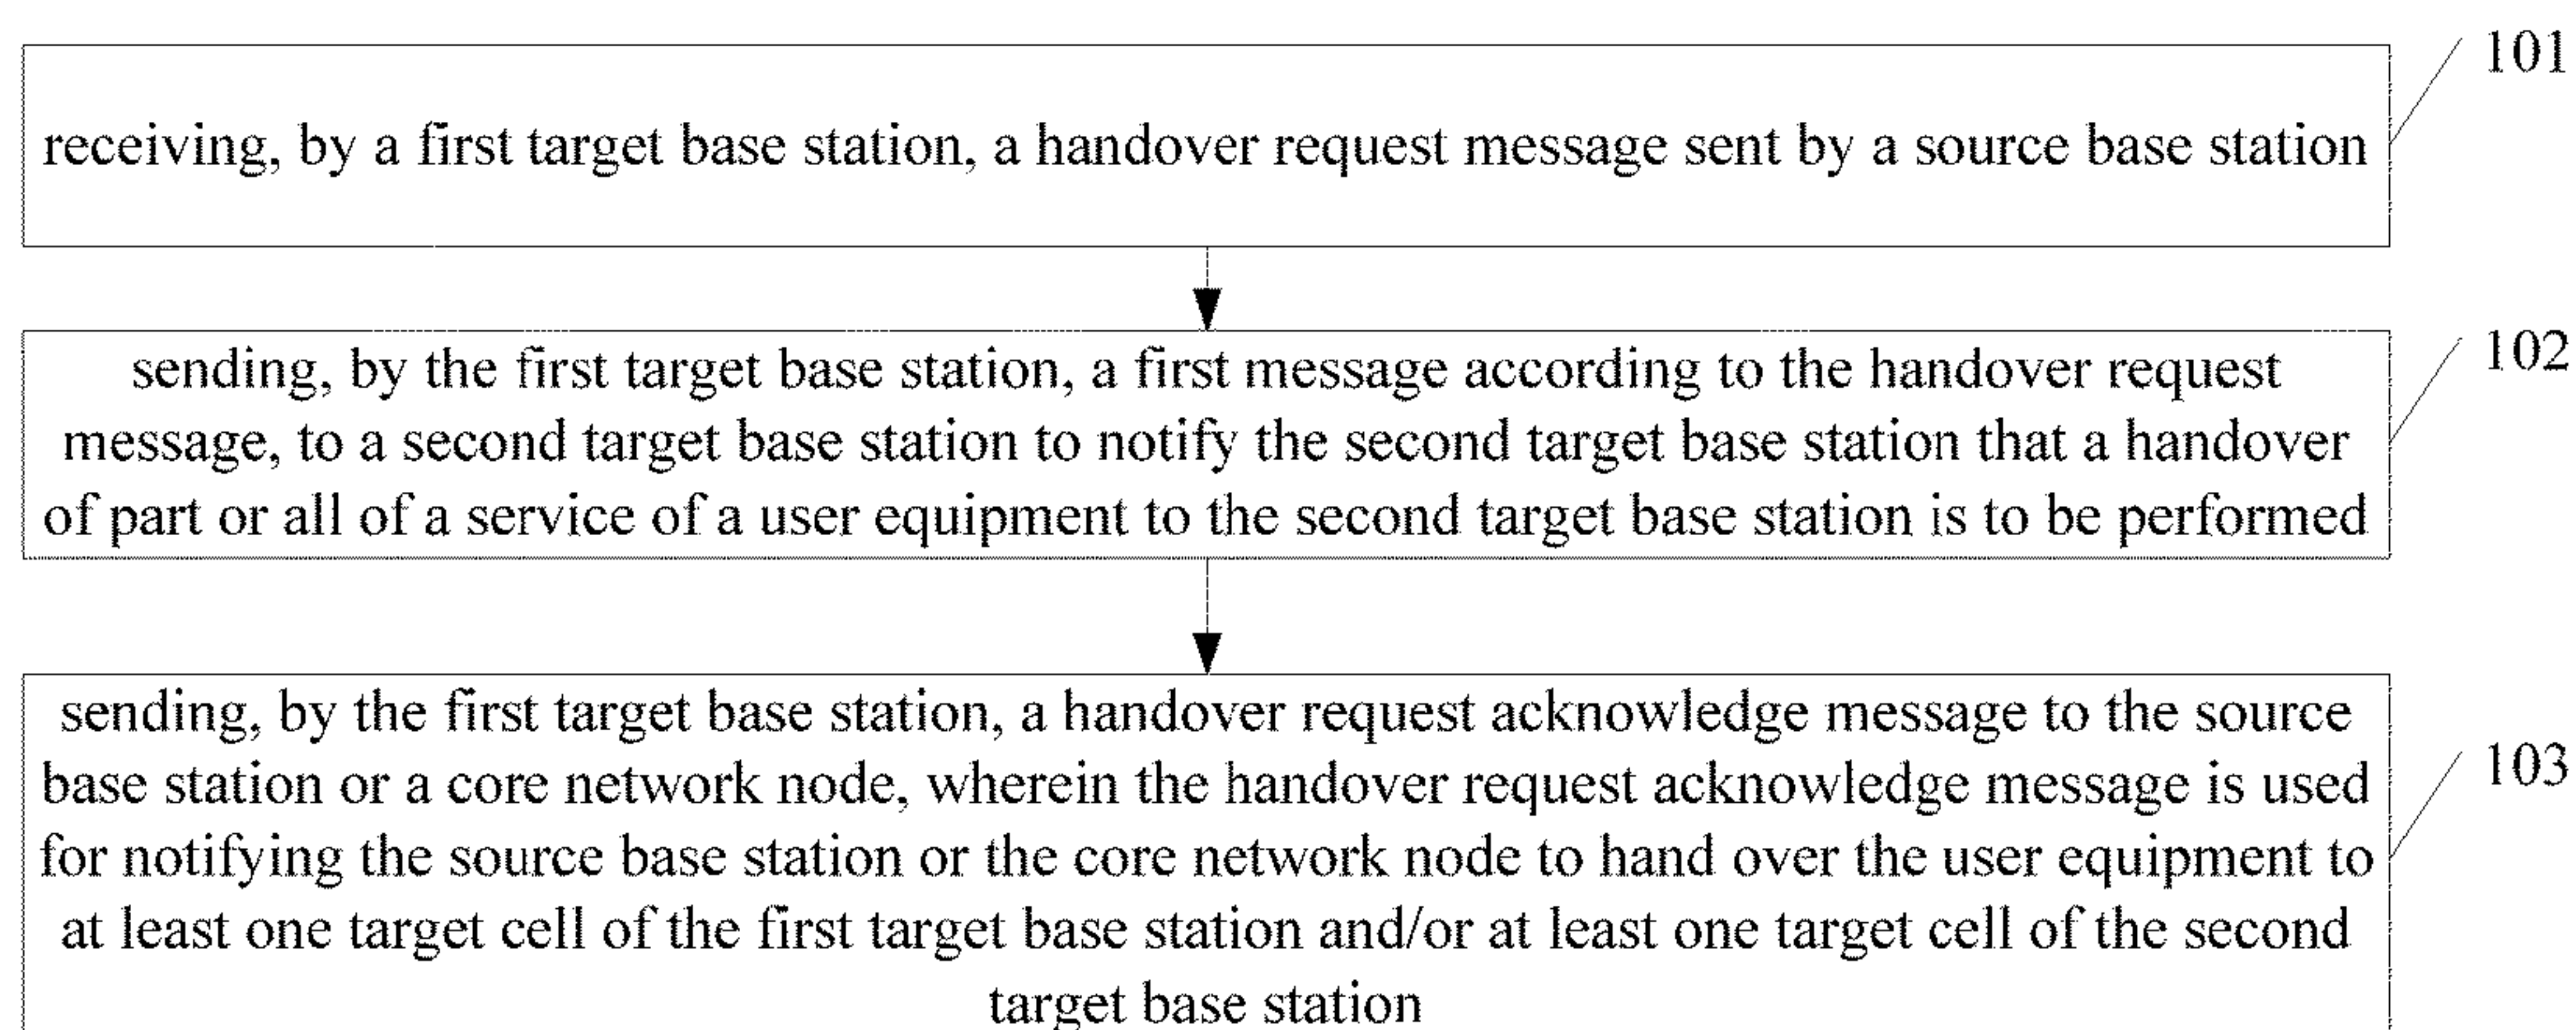 101
receiving, by a first target base station, a handover request message sent by a source base station
102
sending, by the first target base station, a first message according to the handover request
message, to a second target base station to notify the second target base station that a handover
of part or all of a service of a user equipment to the second target base station is to be performed
103
sending, by the first target base station, a handover request acknowledge message to the source
base station or a core network node, wherein the handover request acknowledge message is used
for notifying the source base station or the core network node to hand over the user equipment to
at least one target cell of the first target base station and/or at least one target cell of the second
target base station